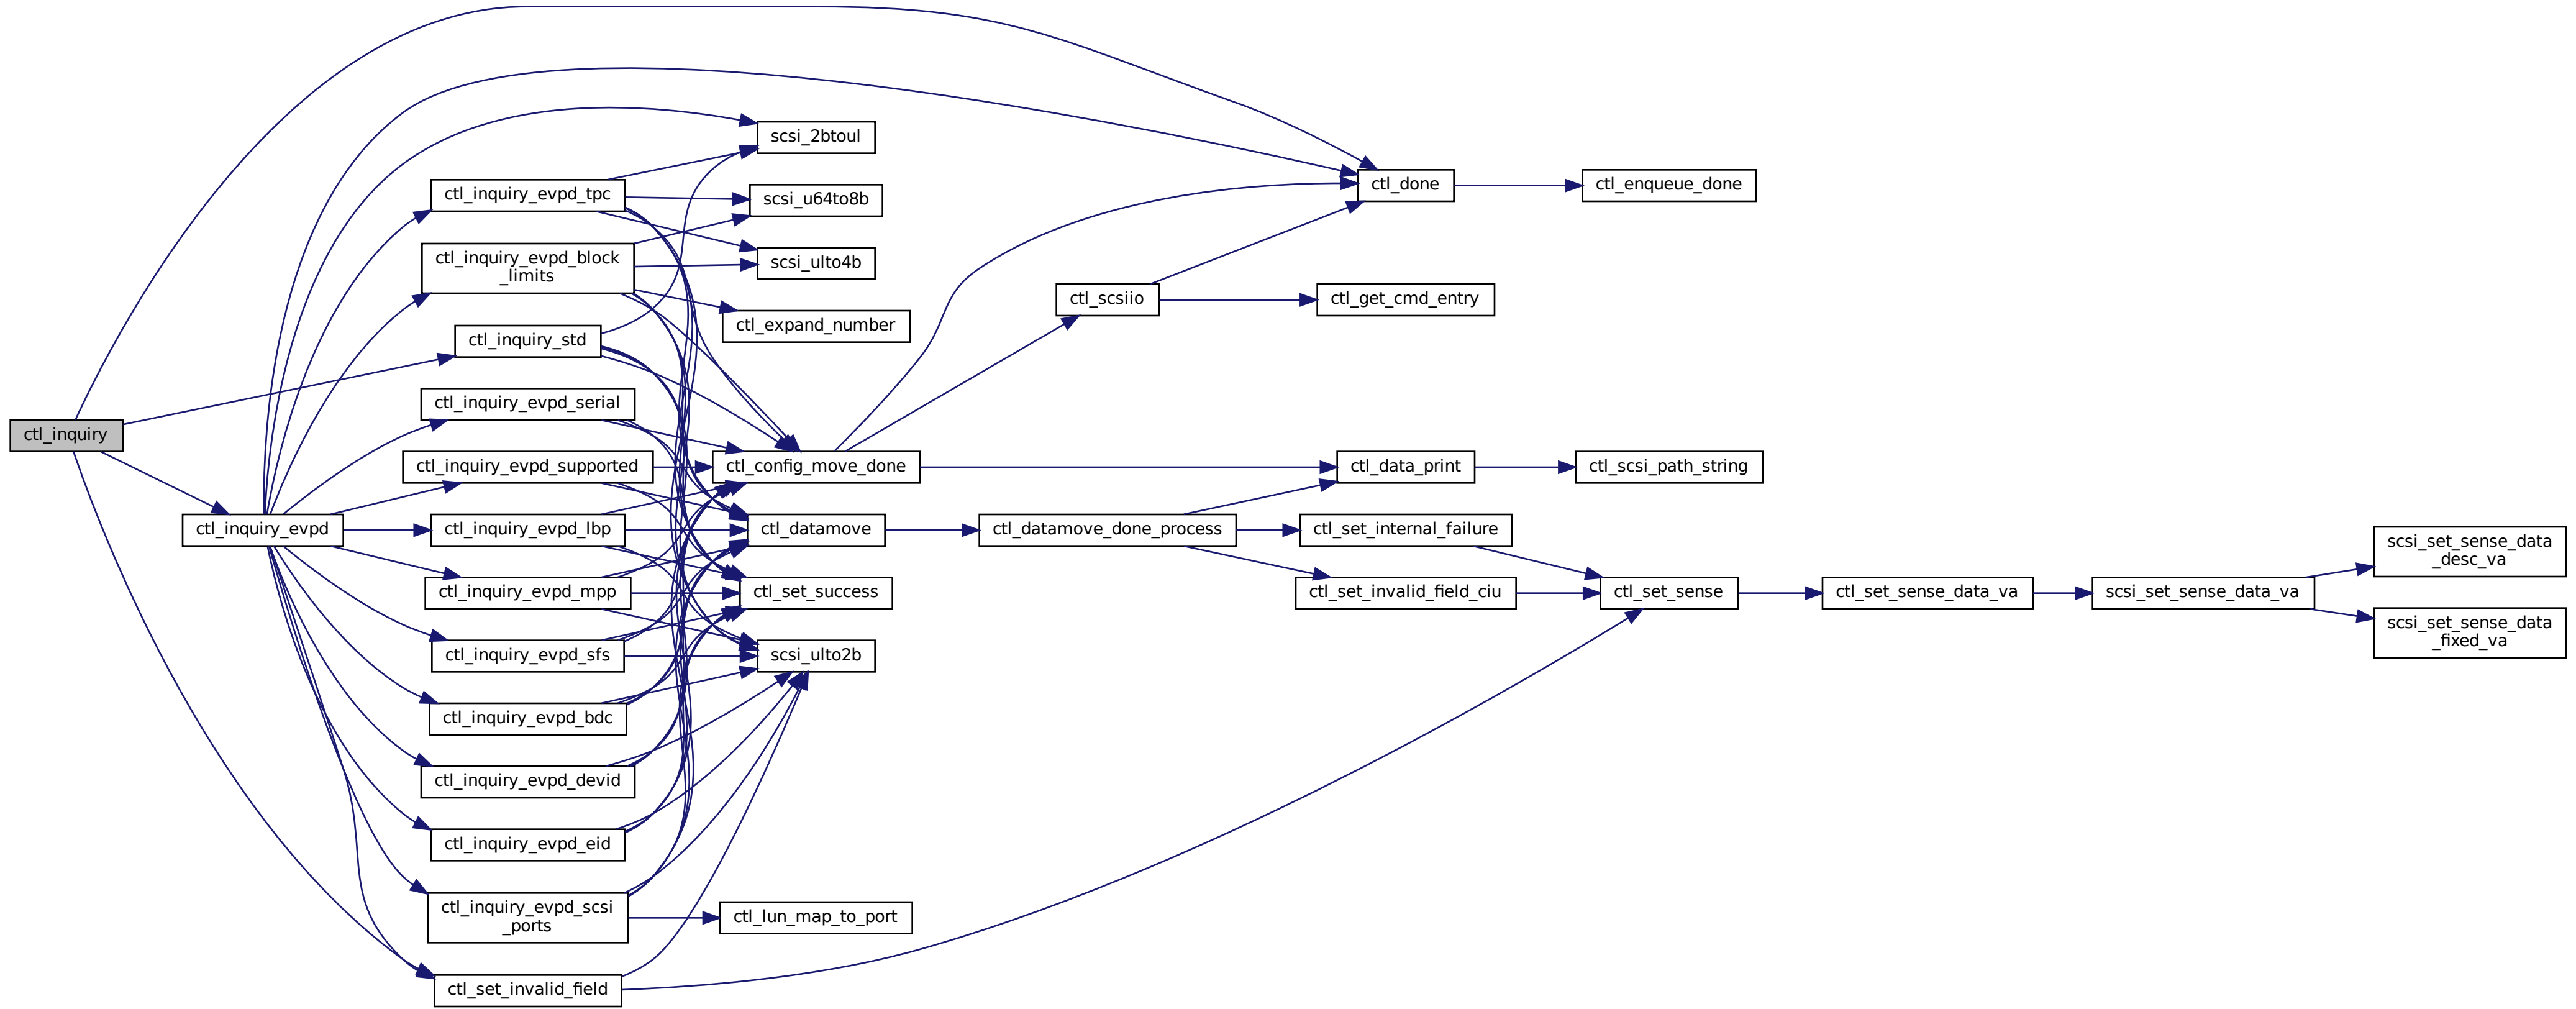 ctl_inquiry
ctl_inquiry_evpd
ctl_inquiry_evpd_tpc
ctl_inquiry_evpd_block
_limits
ctl_inquiry_std
ctl_inquiry_evpd_serial
ctl_inquiry_evpd_supported
ctl_inquiry_evpd_lbp
ctl_inquiry_evpd_mpp
ctl_inquiry_evpd_sfs
ctl_inquiry_evpd_bdc
ctl_inquiry_evpd_devid
ctl_inquiry_evpd_eid
ctl_inquiry_evpd_scsi
_ports
ctl_set_invalid_field
scsi_2btoul
scsi_u64to8b
scsi_ulto4b
ctl_expand_number
ctl_config_move_done
ctl_datamove
ctl_set_success
scsi_ulto2b
ctl_lun_map_to_port
ctl_scsiio
ctl_datamove_done_process
ctl_done
ctl_get_cmd_entry
ctl_data_print
ctl_set_internal_failure
ctl_set_invalid_field_ciu
ctl_enqueue_done
ctl_scsi_path_string
ctl_set_sense
ctl_set_sense_data_va
scsi_set_sense_data_va
scsi_set_sense_data
_desc_va
scsi_set_sense_data
_fixed_va